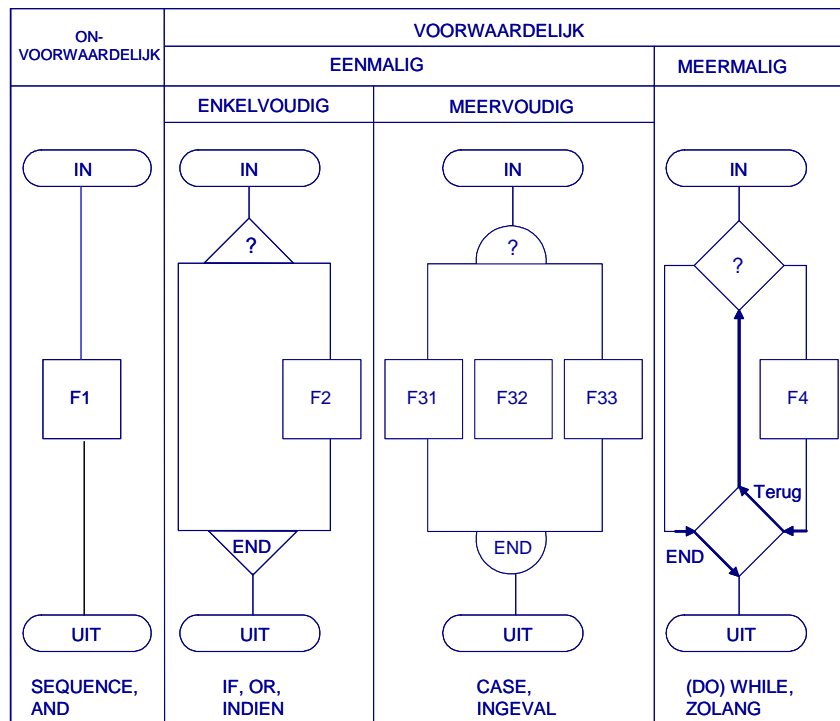 ON-
VOORWAARDELIJK
VOORWAARDELIJK
EENMALIG
MEERMALIG
ENKELVOUDIG
MEERVOUDIG
IN
IN
IN
IN
?
?
?
F1
F2
F31
F32
F33
F4
Terug
END
END
END
UIT
UIT
UIT
UIT
SEQUENCE,
AND
IF, OR,
INDIEN
CASE,
INGEVAL
(DO) WHILE,
ZOLANG